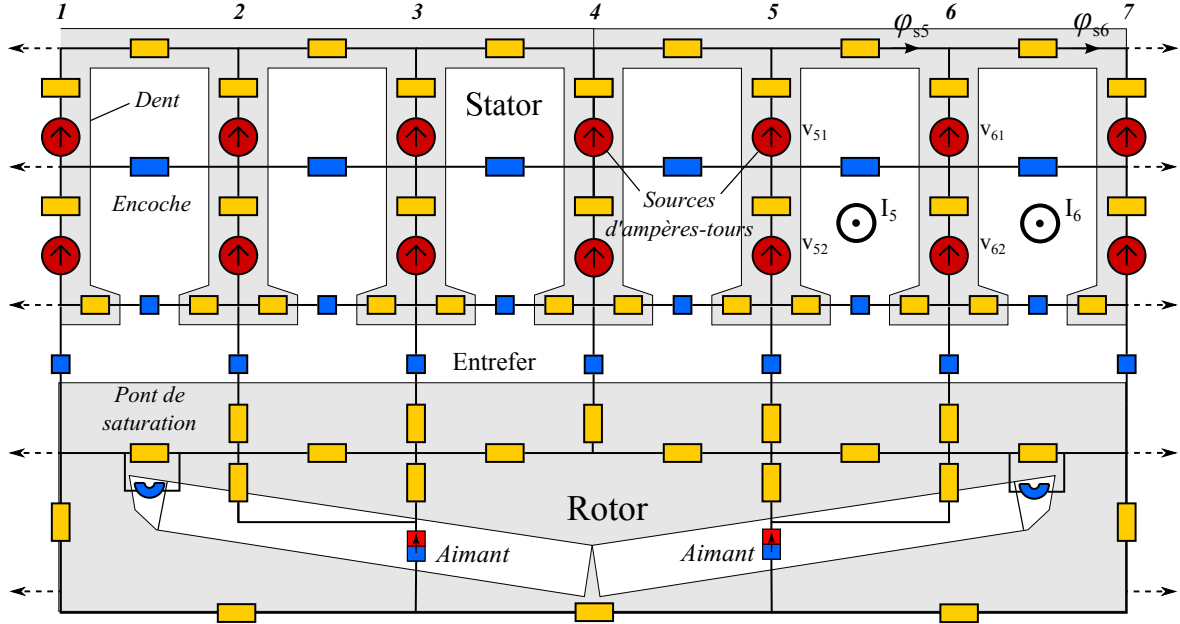 1 2 3 4 5 6 7
φs5 φs6
Stator
Dent
v51 v61
Encoche
Sources
d'ampères-tours
I5 I6
v52 v62
Entrefer
Pont de
saturation
Rotor
Aimant Aimant